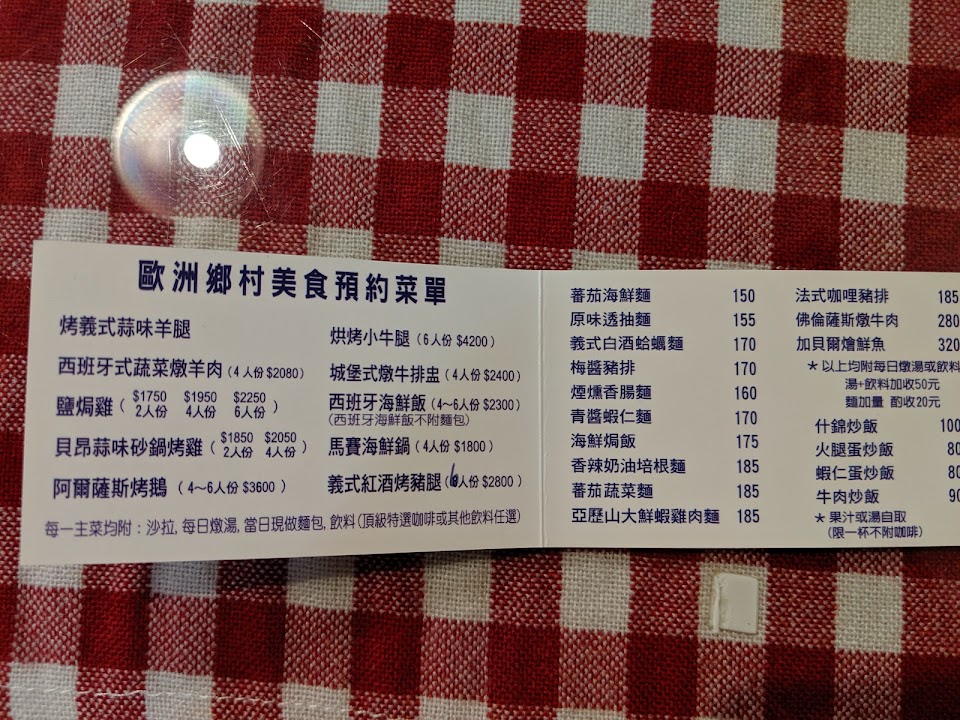 歐洲鄉村美食預約菜單
烤義式蒜味羊腿
西班牙式蔬菜燉羊肉(4人份 $2080)
鹽焗雞( $1750 $1950 $2250 )
2人份 4人份 6人份
貝昂蒜味砂鍋烤雞( $1850 $2050 )
2人份 4人份
阿爾薩斯烤鵝 (4～6人份 $3600 )
烘烤小牛腿(6人份 $4200)
城堡式燉牛排盅(4人份 $2400)
西班牙海鮮飯(4～6人份 $2300)
(西班牙海鮮飯不附麵包)
馬賽海鮮鍋(4人份 $1800)
義式紅酒烤豬腿(6人份 $2800)
每一主菜均附：沙拉, 每日燉湯, 當日現做麵包, 飲料(頂級特選咖啡或其他飲料任選)
蕃茄海鮮麵 150
原味透抽麵 155
義式白酒蛤蠣麵 170
梅醬豬排 170
煙燻香腸麵 160
青醬蝦仁麵 170
海鮮焗飯 175
香辣奶油培根麵 185
蕃茄蔬菜麵 185
亞歷山大鮮蝦雞肉麵 185
法式咖哩豬排 185
佛倫薩斯燉牛肉 280
加貝爾燴鮮魚 320
＊以上均附每日燉湯或飲料
湯+飲料加收50元
麵加量 酌收20元
什錦炒飯 100
火腿蛋炒飯 80
蝦仁蛋炒飯 80
牛肉炒飯 90
＊果汁或湯自取
(限一杯不附咖啡)